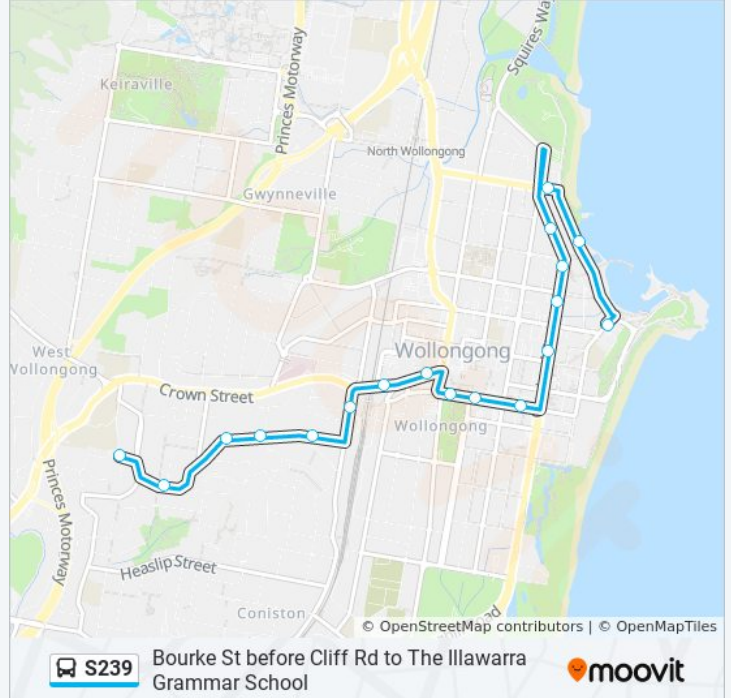 Squires Wa
Princes Motorway
Keiraville
North Wollongong
Gwynneville
West
Wollongong
Wollongong
Crown Street
Wollongong
Princes Motorway
Heaslip Street
Coniston
© OpenStreetMap contributors | © OpenMapTiles
S239
Bourke St before Cliff Rd to The Illawarra
Grammar School
moovit